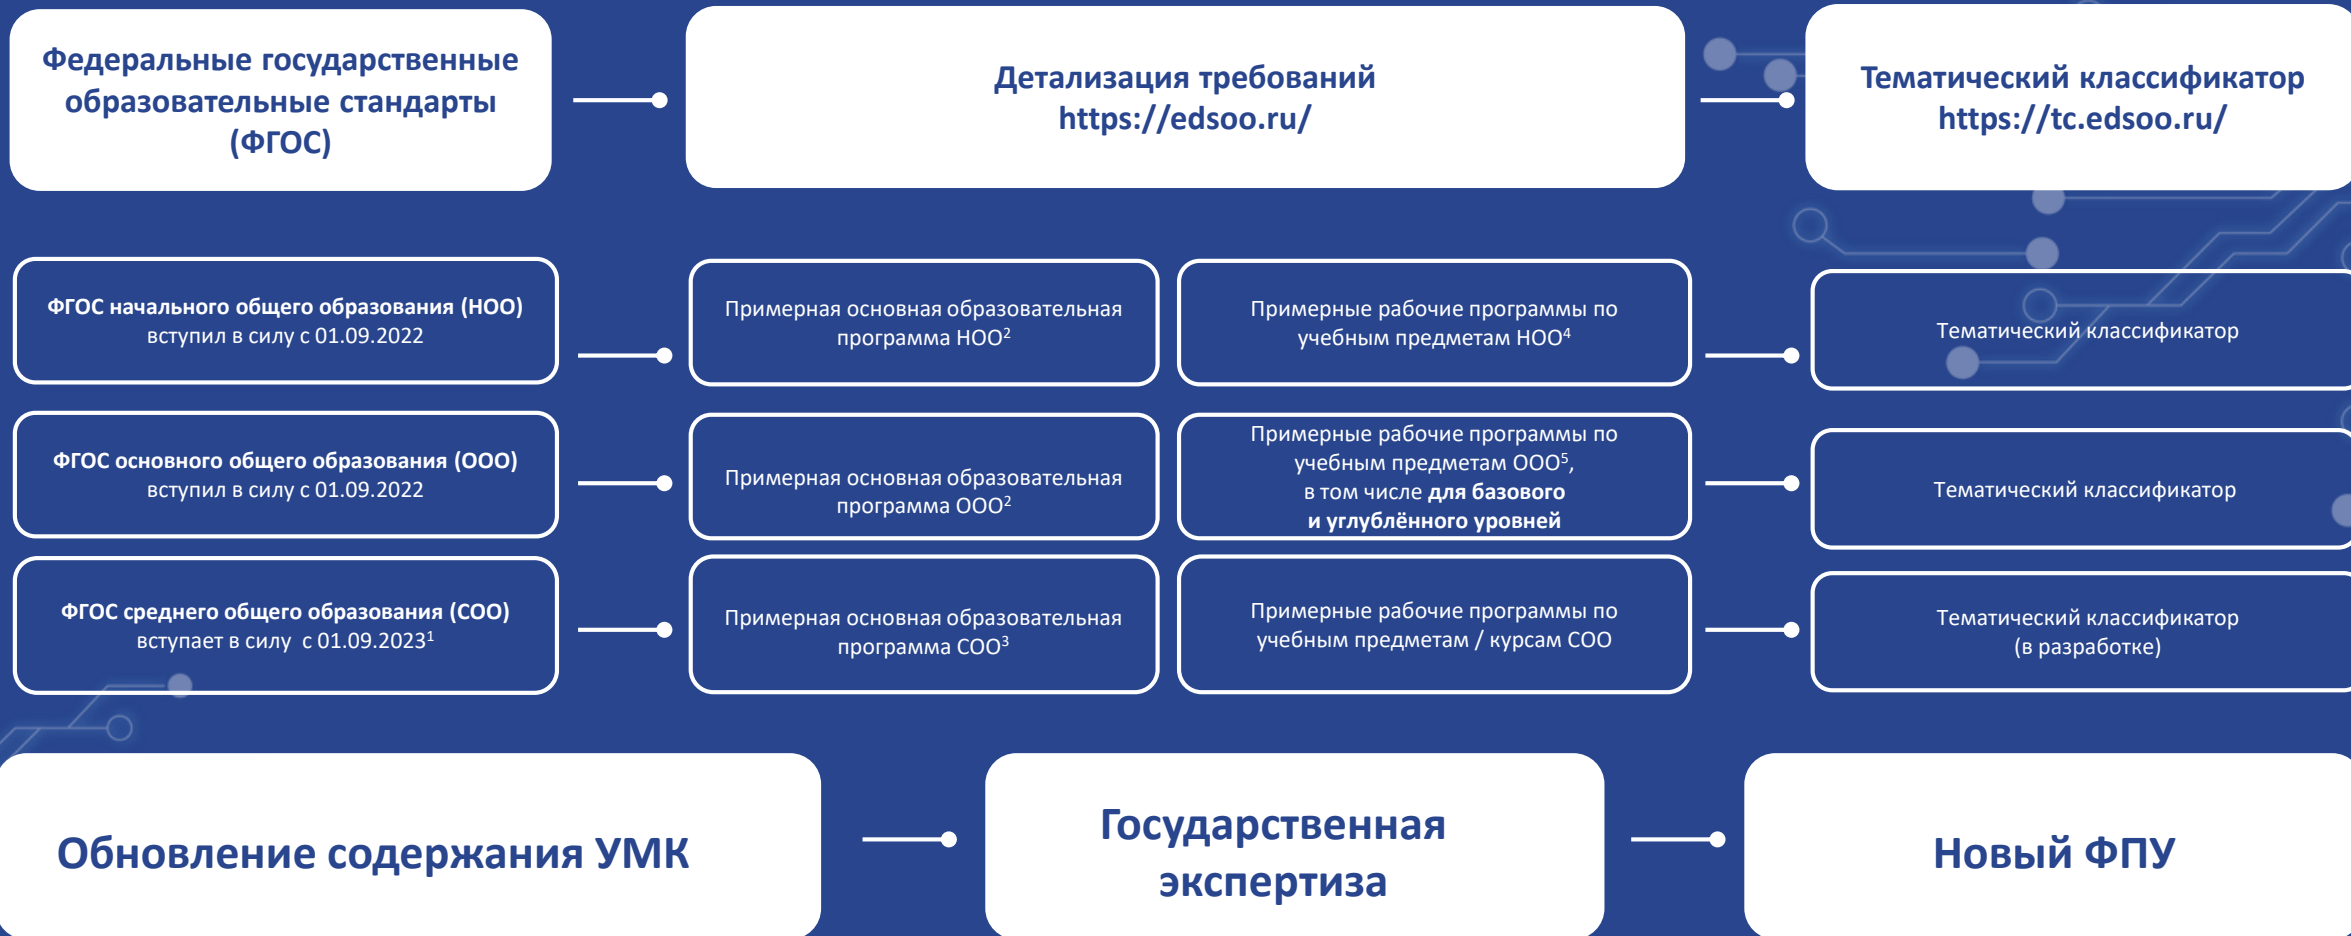 Федеральные государственные
образовательные стандарты
(ФГОС)
Детализация требований
https://edsoo.ru/
Тематический классификатор
https://tc.edsoo.ru/
ФГОС начального общего образования (НОО)
вступил в силу с 01.09.2022
Примерная основная образовательная
программа НОО²
Примерные рабочие программы по
учебным предметам НОО⁴
Тематический классификатор
ФГОС основного общего образования (ООО)
вступил в силу с 01.09.2022
Примерная основная образовательная
программа ООО²
Примерные рабочие программы по
учебным предметам ООО⁵,
в том числе для базового
и углублённого уровней
Тематический классификатор
ФГОС среднего общего образования (СОО)
вступает в силу с 01.09.2023¹
Примерная основная образовательная
программа СОО³
Примерные рабочие программы по
учебным предметам / курсам СОО
Тематический классификатор
(в разработке)
Обновление содержания УМК
Государственная
экспертиза
Новый ФПУ